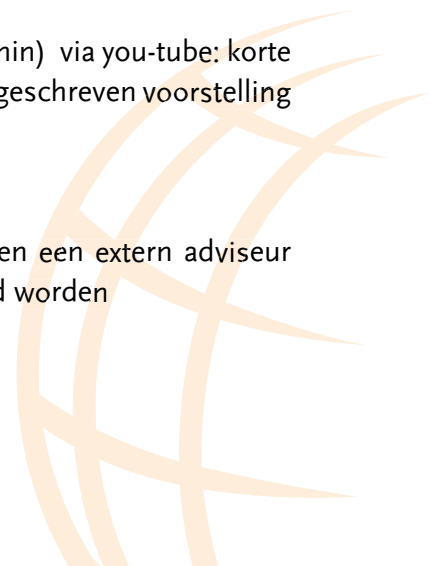 min) via you-tube: korte
geschreven voorstelling
en een extern adviseur
d worden